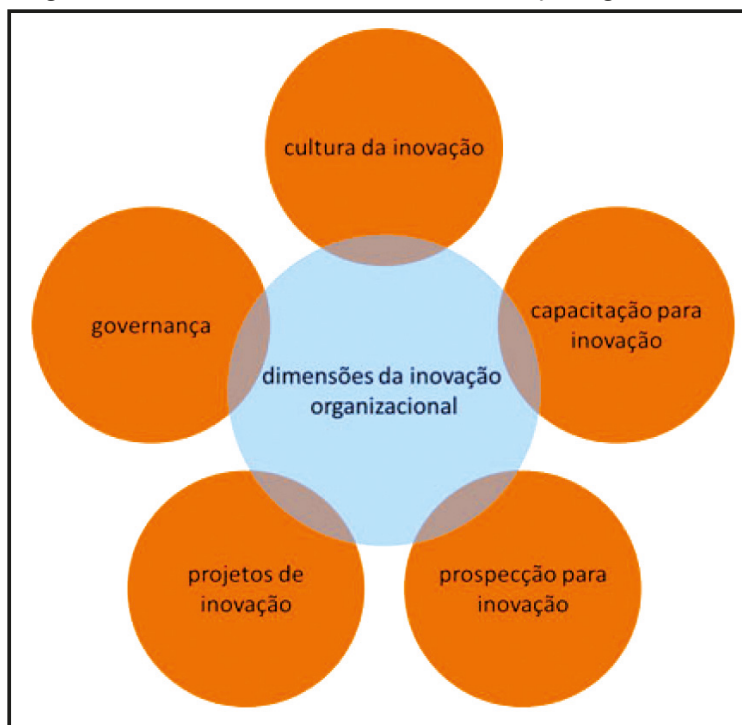 cultura da inovação
governança
capacitação para
inovação
dimensões da inovação
organizacional
projetos de
inovação
prospecção para
inovação